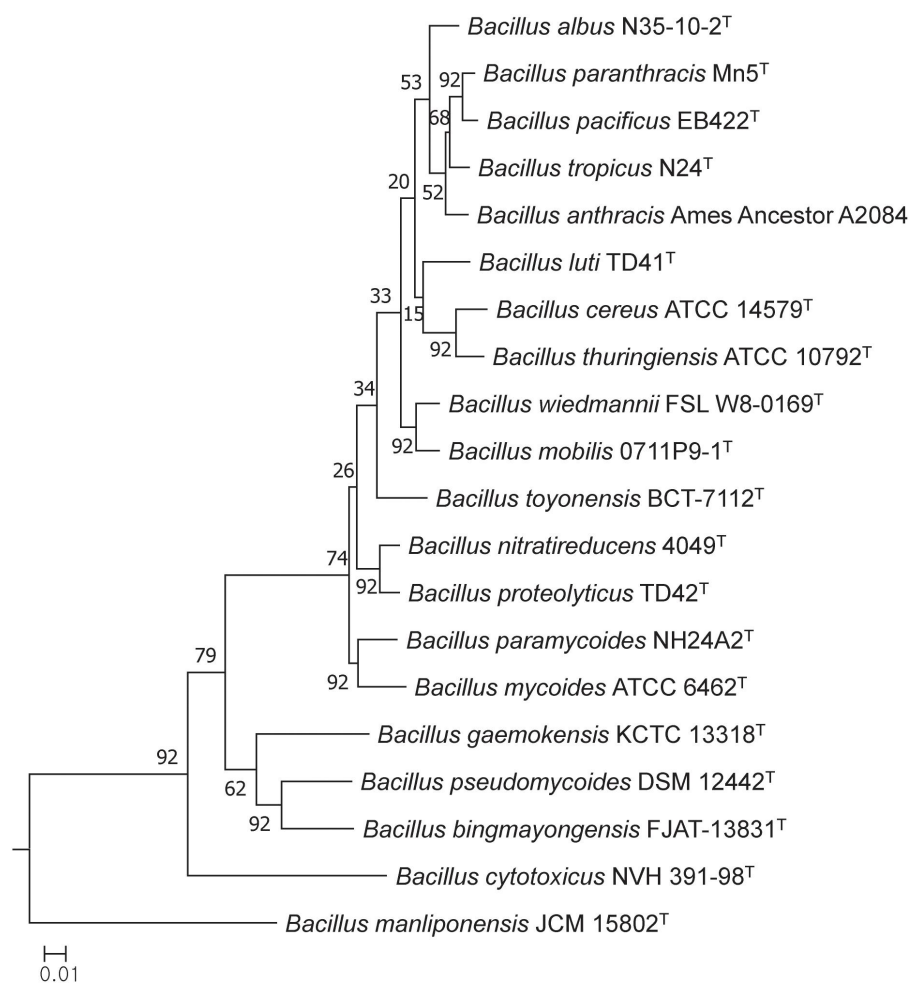 Bacillus albus N35-10-2ᵀ
92 Bacillus paranthracis Mn5ᵀ
53
68 Bacillus pacificus EB422ᵀ
Bacillus tropicus N24ᵀ
20
52
Bacillus anthracis Ames Ancestor A2084
Bacillus luti TD41ᵀ
33
15 Bacillus cereus ATCC 14579ᵀ
92 Bacillus thuringiensis ATCC 10792ᵀ
34
Bacillus wiedmannii FSL W8-0169ᵀ
92 Bacillus mobilis 0711P9-1ᵀ
26
Bacillus toyonensis BCT-7112ᵀ
Bacillus nitratireducens 4049ᵀ
74
92 Bacillus proteolyticus TD42ᵀ
Bacillus paramycoides NH24A2ᵀ
79
92 Bacillus mycoides ATCC 6462ᵀ
Bacillus gaemokensis KCTC 13318ᵀ
92
62 Bacillus pseudomycoides DSM 12442ᵀ
92 Bacillus bingmayongensis FJAT-13831ᵀ
Bacillus cytotoxicus NVH 391-98ᵀ
Bacillus manliponensis JCM 15802ᵀ
0.01